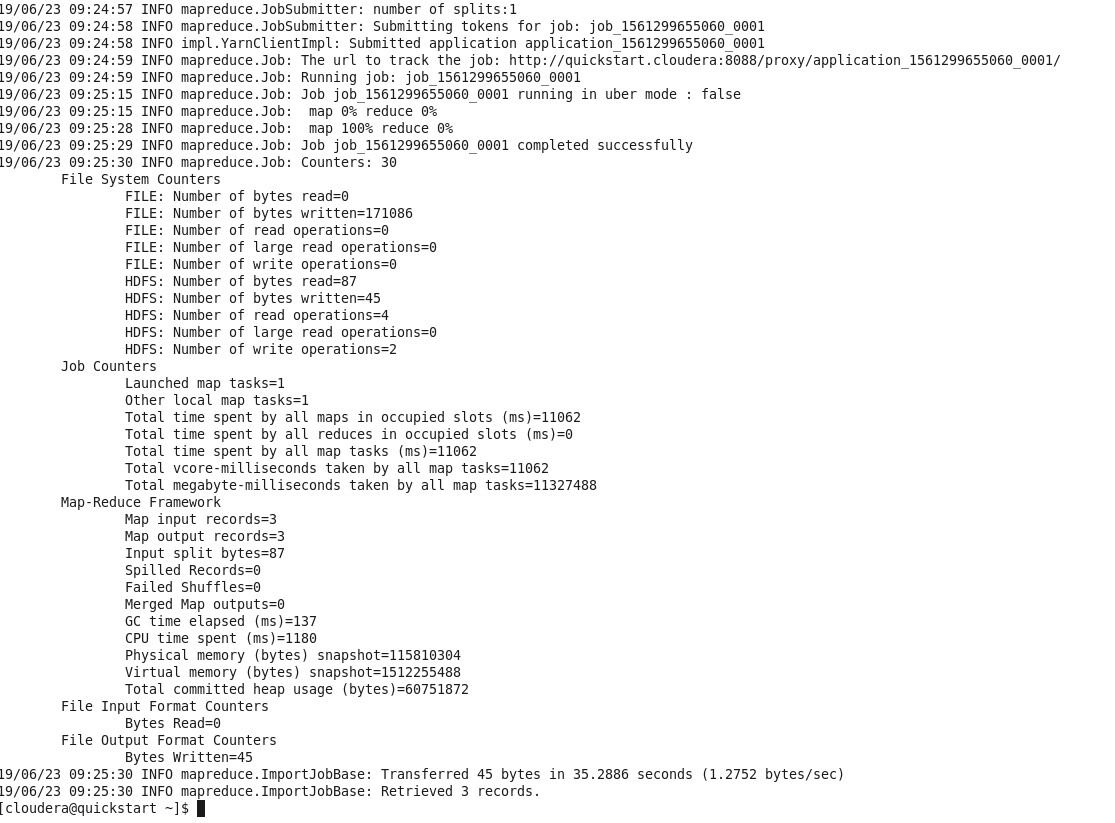 19/06/23 09:24:57 INFO mapreduce.JobSubmitter: number of splits:1
19/06/23 09:24:58 INFO mapreduce.JobSubmitter: Submitting tokens for job: job_1561299655060_0001
19/06/23 09:24:58 INFO impl.YarnClientImpl: Submitted application application_1561299655060_0001
19/06/23 09:24:59 INFO mapreduce.Job: The url to track the job: http://quickstart.cloudera:8088/proxy/application_1561299655060_0001/
19/06/23 09:24:59 INFO mapreduce.Job: Running job: job_1561299655060_0001
19/06/23 09:25:15 INFO mapreduce.Job: Job job_1561299655060_0001 running in uber mode : false
19/06/23 09:25:15 INFO mapreduce.Job:  map 0% reduce 0%
19/06/23 09:25:28 INFO mapreduce.Job:  map 100% reduce 0%
19/06/23 09:25:29 INFO mapreduce.Job: Job job_1561299655060_0001 completed successfully
19/06/23 09:25:30 INFO mapreduce.Job: Counters: 30
File System Counters
FILE: Number of bytes read=0
FILE: Number of bytes written=171086
FILE: Number of read operations=0
FILE: Number of large read operations=0
FILE: Number of write operations=0
HDFS: Number of bytes read=87
HDFS: Number of bytes written=45
HDFS: Number of read operations=4
HDFS: Number of large read operations=0
HDFS: Number of write operations=2
Job Counters
Launched map tasks=1
Other local map tasks=1
Total time spent by all maps in occupied slots (ms)=11062
Total time spent by all reduces in occupied slots (ms)=0
Total time spent by all map tasks (ms)=11062
Total vcore-milliseconds taken by all map tasks=11062
Total megabyte-milliseconds taken by all map tasks=11327488
Map-Reduce Framework
Map input records=3
Map output records=3
Input split bytes=87
Spilled Records=0
Failed Shuffles=0
Merged Map outputs=0
GC time elapsed (ms)=137
CPU time spent (ms)=1180
Physical memory (bytes) snapshot=115810304
Virtual memory (bytes) snapshot=1512255488
Total committed heap usage (bytes)=60751872
File Input Format Counters
Bytes Read=0
File Output Format Counters
Bytes Written=45
19/06/23 09:25:30 INFO mapreduce.ImportJobBase: Transferred 45 bytes in 35.2886 seconds (1.2752 bytes/sec)
19/06/23 09:25:30 INFO mapreduce.ImportJobBase: Retrieved 3 records.
[cloudera@quickstart ~]$